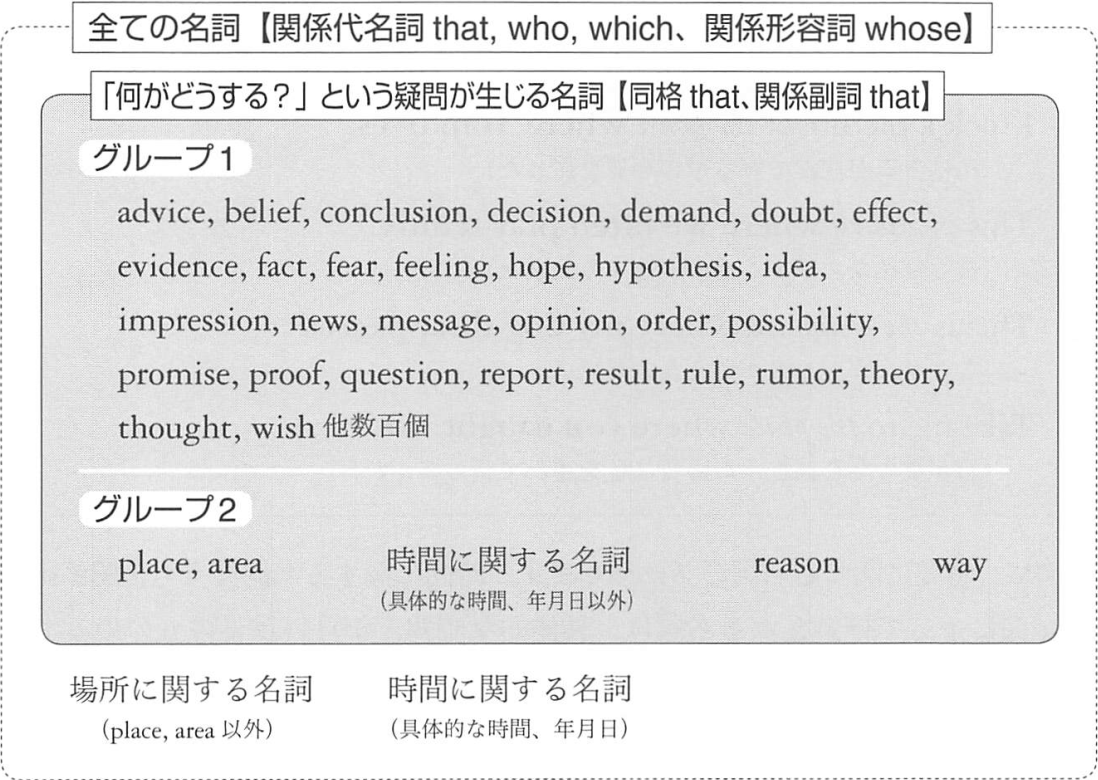 全ての名詞【関係代名詞 that, who, which、関係形容詞 whose】
「何がどうする？」という疑問が生じる名詞【同格 that、関係副詞 that】
グループ1
advice, belief, conclusion, decision, demand, doubt, effect,
evidence, fact, fear, feeling, hope, hypothesis, idea,
impression, news, message, opinion, order, possibility,
promise, proof, question, report, result, rule, rumor, theory,
thought, wish 他数百個
グループ2
place, area 時間に関する名詞 reason way
(具体的な時間、年月日以外)
場所に関する名詞 時間に関する名詞
(place, area 以外) (具体的な時間、年月日)